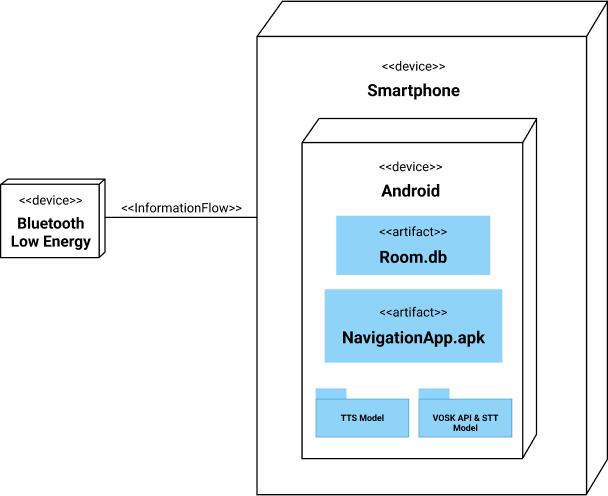 <<device>>
Smartphone
<<device>>
Android
<<device>>
Bluetooth
Low Energy
<<InformationFlow>>
<<artifact>>
Room.db
<<artifact>>
NavigationApp.apk
TTS Model
VOSK API & STT
Model